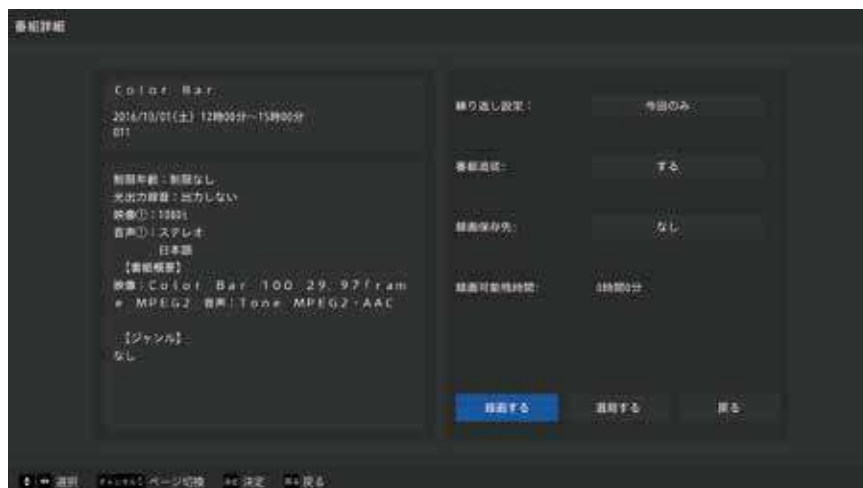 番組詳細
Color Bar
2016/10/01(土) 12時00分～15時00分
011
制限年齢：制限なし
光出力録音：出力しない
映像①：1080i
音声①：ステレオ
日本語
【番組概要】
映像：Color Bar 100 29.97fram
e MPEG2 音声：Tone MPEG2-AAC
【ジャンル】
なし
繰り返し設定： 今回のみ
番組追従： する
録画保存先： なし
録画可能残時間： 0時間0分
録画する 適用する 戻る
選択 ページ切換 決定 戻る